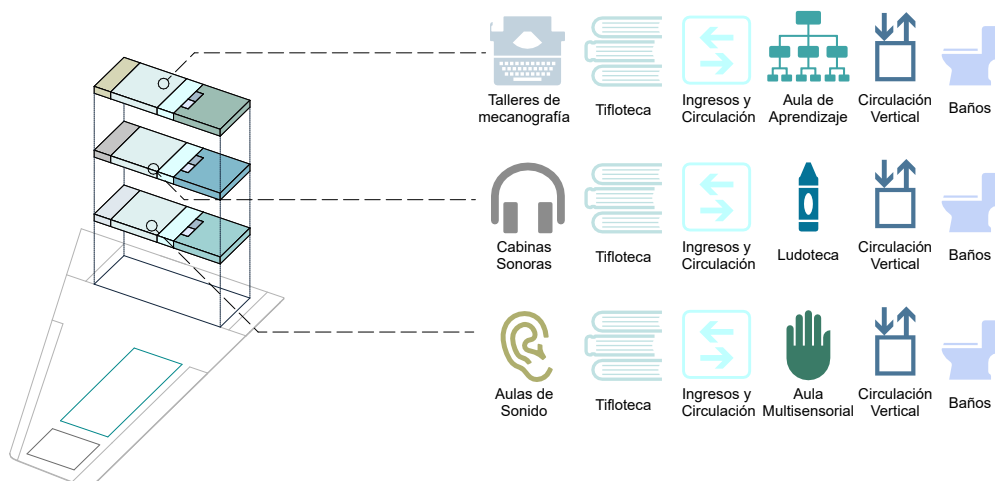 Talleres de
mecanografía
Tifloteca
Ingresos y
Circulación
Aula de
Aprendizaje
Circulación
Vertical
Baños
Cabinas
Sonoras
Tifloteca
Ingresos y
Circulación
Ludoteca
Circulación
Vertical
Baños
Aulas de
Sonido
Tifloteca
Ingresos y
Circulación
Aula
Multisensorial
Circulación
Vertical
Baños